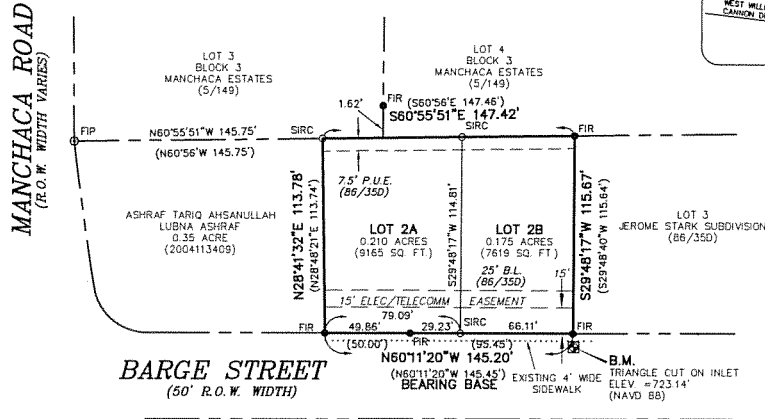 WEST WILL
CANNON D
MANCHACA ROAD
(R.O.W. WIDTH VARIES)
LOT 3
BLOCK 3
MANCHACA ESTATES
(5/149)
LOT 4
BLOCK 3
MANCHACA ESTATES
(5/149)
1.62'
FIR
(S60°56'E 147.46')
S60°55'51"E 147.42'
FIP
N60°55'51"W 145.75'
(N60°56'W 145.75')
SIRC
SIRC
FIR
7.5' P.U.E.
(86/35D)
N28°41'32"E 113.78'
(N28°48'21"E 113.74')
S29°48'17"W 114.81'
S29°48'17"W 115.67'
(S29°48'40"W 115.64')
ASHRAF TARIQ AHSANULLAH
LUBNA ASHRAF
0.35 ACRE
(2004113409)
LOT 2A
0.210 ACRES
(9165 SQ. FT.)
LOT 2B
0.175 ACRES
(7619 SQ. FT)
LOT 3
JEROME STARK SUBDIVISION
(86/35D)
25' B.L.
(86/35D)
15'
15' ELEC/TELECOMM EASEMENT
79.09'
FIR
49.86'
29.23'
SIRC
66.11'
FIR
(50.00')
FIR
(95.45')
N60°11'20"W 145.20'
(N60°11'20"W 145.45')
BEARING BASE
EXISTING 4' WIDE
SIDEWALK
B.M.
TRIANGLE CUT ON INLET
ELEV. =723.14'
(NAVD 88)
BARGE STREET
(50' R.O.W. WIDTH)